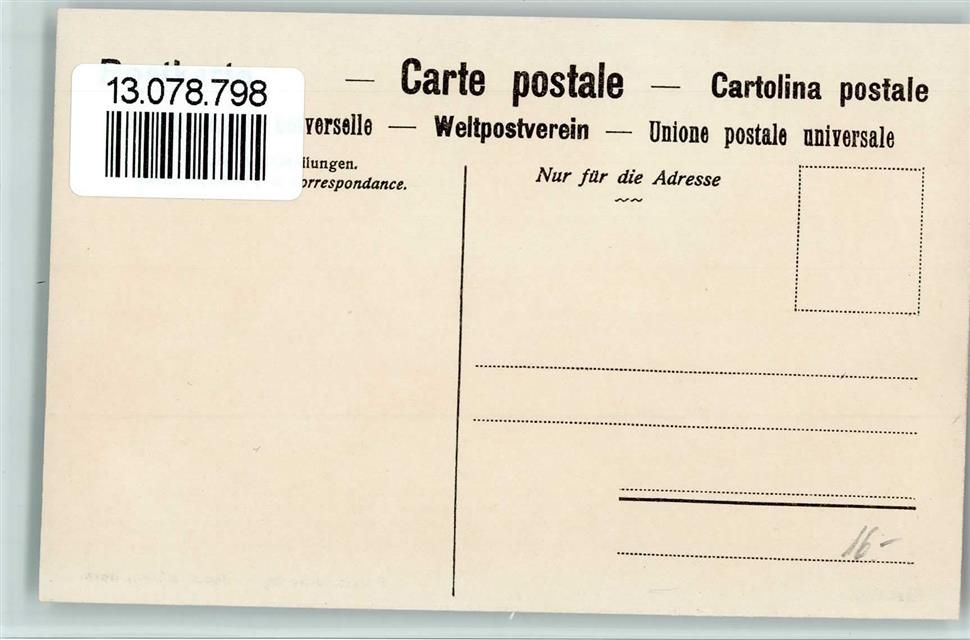 13.078.798
— Carte postale — Cartolina postale
verselle — Weltpostverein — Unione postale universale
ilungen.
orrespondance.
Nur für die Adresse
16-